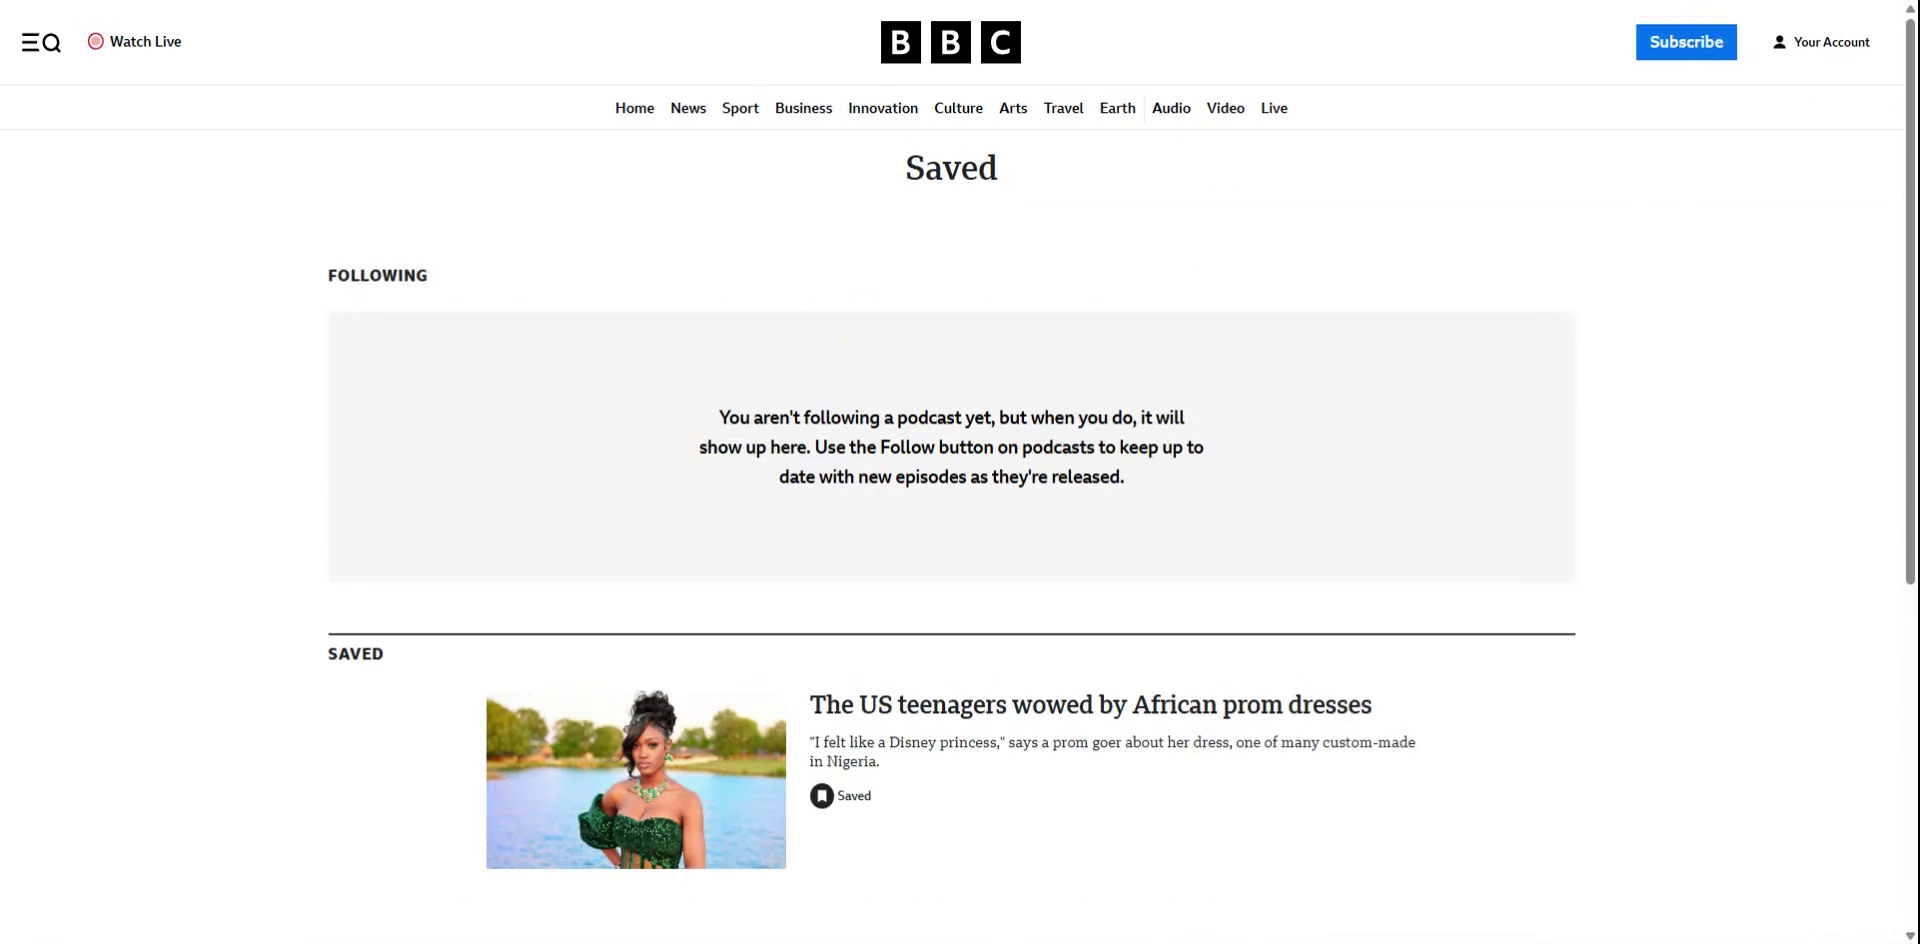 Watch Live
BBC
Subscribe
Your Account
Home News Sport Business Innovation Culture Arts Travel Earth Audio Video Live
Saved
FOLLOWING
You aren't following a podcast yet, but when you do, it will
show up here. Use the Follow button on podcasts to keep up to
date with new episodes as they're released.
SAVED
The US teenagers wowed by African prom dresses
"I felt like a Disney princess," says a prom goer about her dress, one of many custom-made
in Nigeria.
Saved